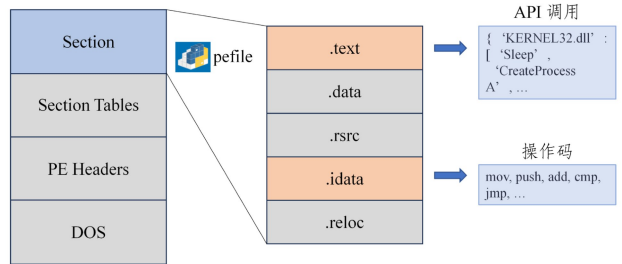 Section
Section Tables
PE Headers
DOS
pefile
.text
.data
.rsrc
.idata
.reloc
API 调用
{ ‘KERNEL32.dll’ :
[ ‘Sleep’ ,
‘CreateProcess
A’ , …
操作码
mov, push, add, cmp,
jmp, …